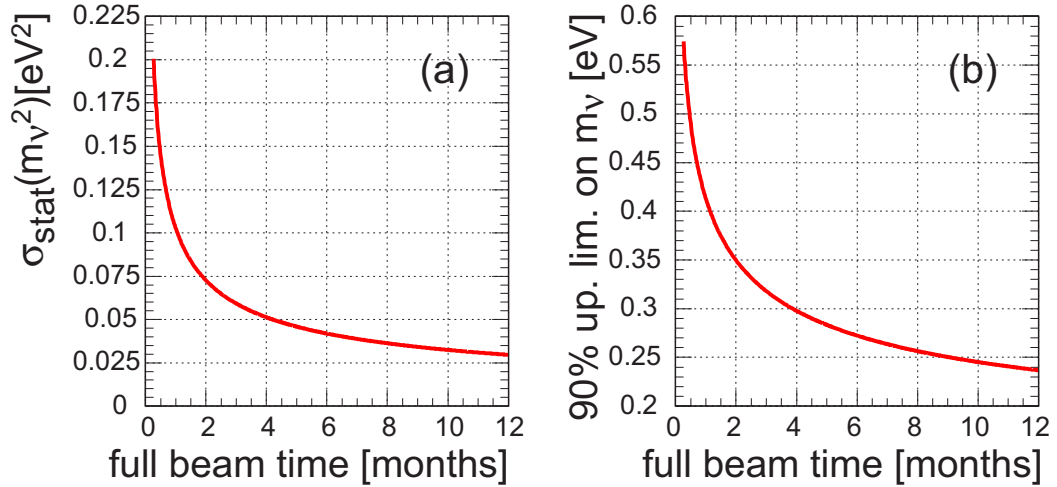 σstat(mν²)[eV²]
0.225
0.2
0.175
0.15
0.125
0.1
0.075
0.05
0.025
0
(a)
0 2 4 6 8 10 12
full beam time [months]
90% up. lim. on mν [eV]
0.6
0.55
0.5
0.45
0.4
0.35
0.3
0.25
0.2
(b)
0 2 4 6 8 10 12
full beam time [months]